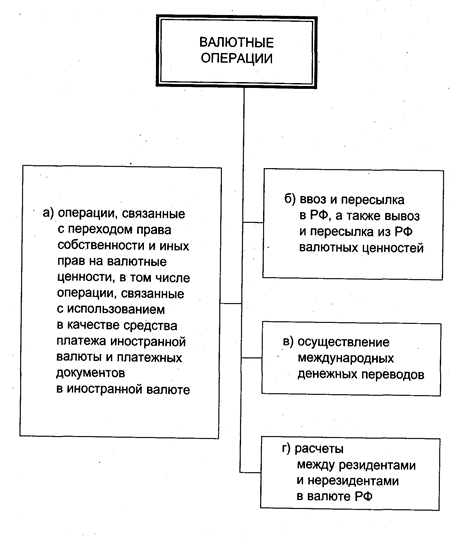 ВАЛЮТНЫЕ
ОПЕРАЦИИ
а) операции, связанные
с переходом права
собственности и иных
прав на валютные
ценности, в том числе
операции, связанные
с использованием
в качестве средства
платежа иностранной
валюты и платежных
документов
в иностранной валюте
б) ввоз и пересылка
в РФ, а также вывоз
и пересылка из РФ
валютных ценностей
в) осуществление
международных
денежных переводов
г) расчеты
между резидентами
и нерезидентами
в валюте РФ